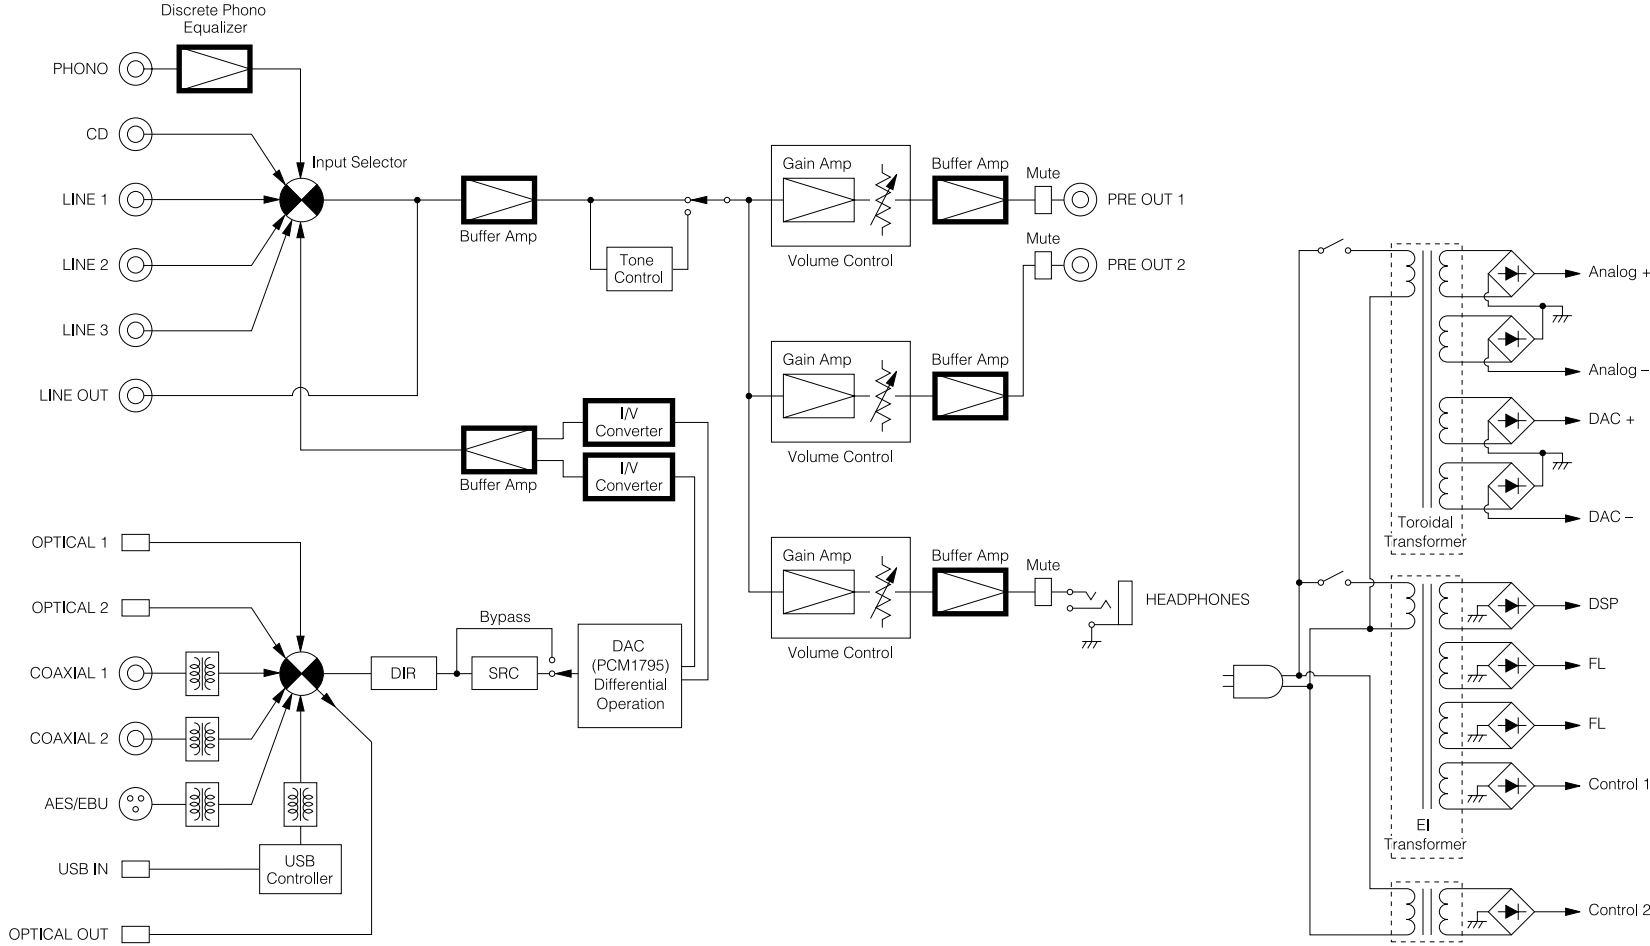 Discrete Phono
Equalizer
PHONO
CD
Input Selector
LINE 1
LINE 2
LINE 3
LINE OUT
Buffer Amp
Tone
Control
Gain Amp
Volume Control
Buffer Amp
Mute
PRE OUT 1
Mute
PRE OUT 2
Gain Amp
Volume Control
Buffer Amp
I/V
Converter
I/V
Converter
Buffer Amp
Gain Amp
Volume Control
Buffer Amp
Mute
HEADPHONES
OPTICAL 1
OPTICAL 2
COAXIAL 1
COAXIAL 2
AES/EBU
USB IN
USB
Controller
OPTICAL OUT
DIR
Bypass
SRC
DAC
(PCM1795)
Differential
Operation
Analog +
Analog –
DAC +
DAC –
Toroidal
Transformer
DSP
FL
FL
Control 1
EI
Transformer
Control 2